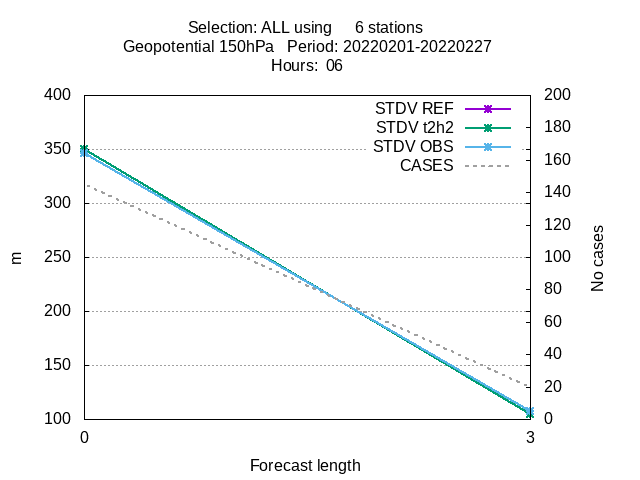 Selection: ALL using 6 stations
Geopotential 150hPa Period: 20220201-20220227
Hours: 06
400
350
300
250
200
150
100
m
STDV REF
STDV t2h2
STDV OBS
CASES
200
180
160
140
120
100
80
60
40
20
0
No cases
0 3
Forecast length